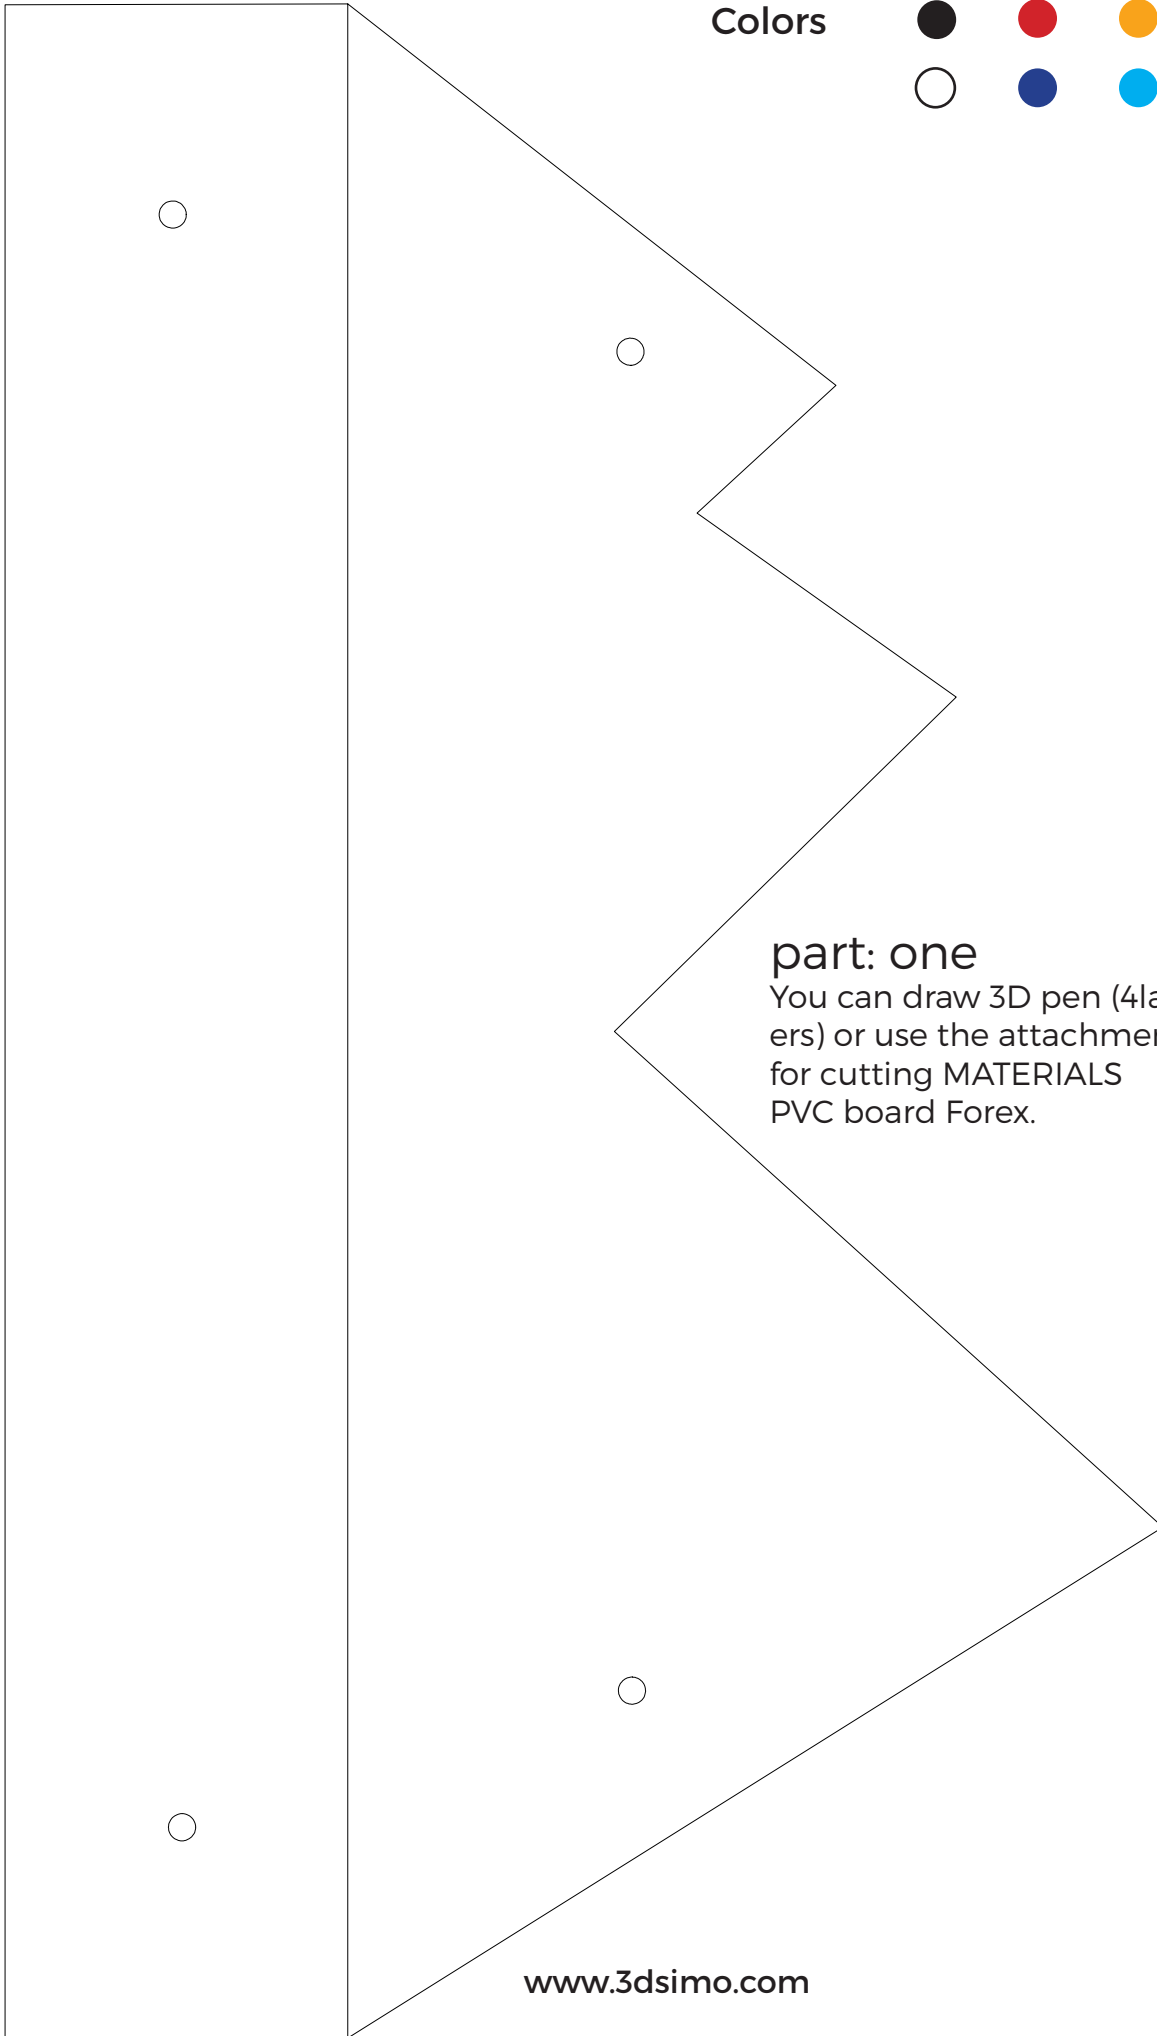 Colors
part: one
You can draw 3D pen (4la
ers) or use the attachmen
for cutting MATERIALS
PVC board Forex.
www.3dsimo.com